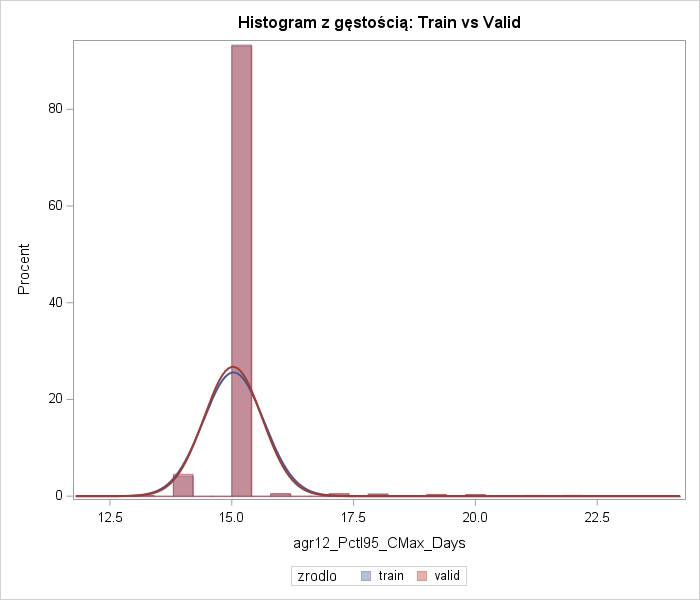 Histogram z gęstością: Train vs Valid
Procent
80
60
40
20
0
12.5 15.0 17.5 20.0 22.5
agr12_Pctl95_CMax_Days
zrodlo train valid